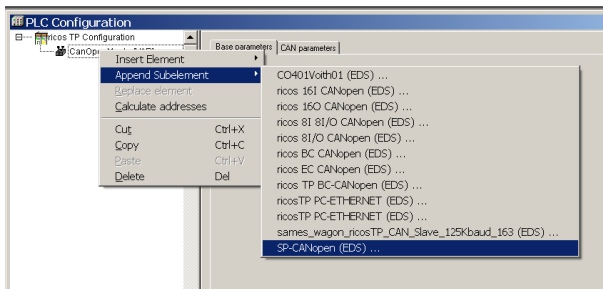 PLC Configuration
ricos TP Configuration
Base parameters
CAN parameters
Insert Element
Append Subelement
Replace element
Calculate addresses
Cut Ctrl+X
Copy Ctrl+C
Paste Ctrl+V
Delete Del
CO401Voith01 (EDS) ...
ricos 16I CANopen (EDS) ...
ricos 16O CANopen (EDS) ...
ricos 8I 8I/O CANopen (EDS) ...
ricos 8I/O CANopen (EDS) ...
ricos BC CANopen (EDS) ...
ricos EC CANopen (EDS) ...
ricos TP BC-CANopen (EDS) ...
ricosTP PC-ETHERNET (EDS) ...
ricosTP PC-ETHERNET (EDS) ...
sames_wagon_ricosTP_CAN_Slave_125Kbaud_163 (EDS) ...
SP-CANopen (EDS) ...